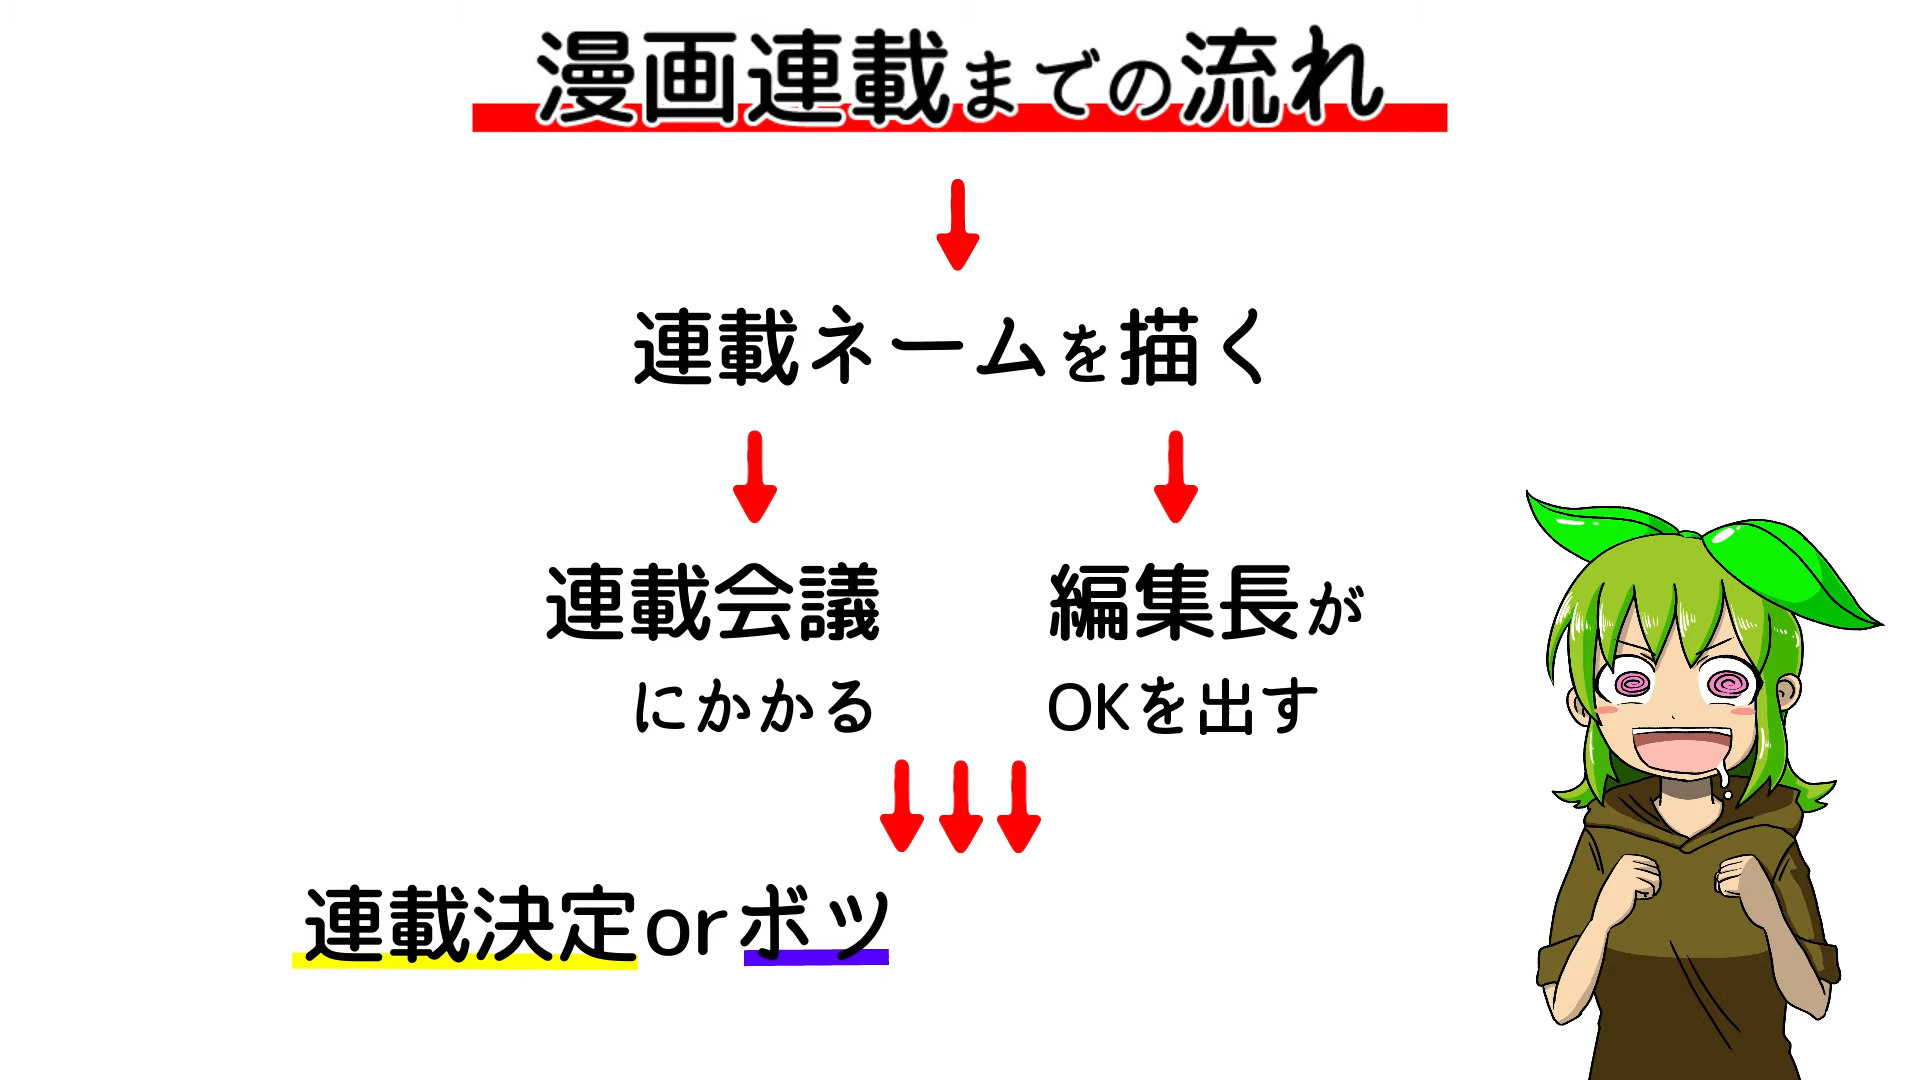 漫画連載までの流れ
連載ネームを描く
連載会議
にかかる
編集長が
OKを出す
連載決定orボツ